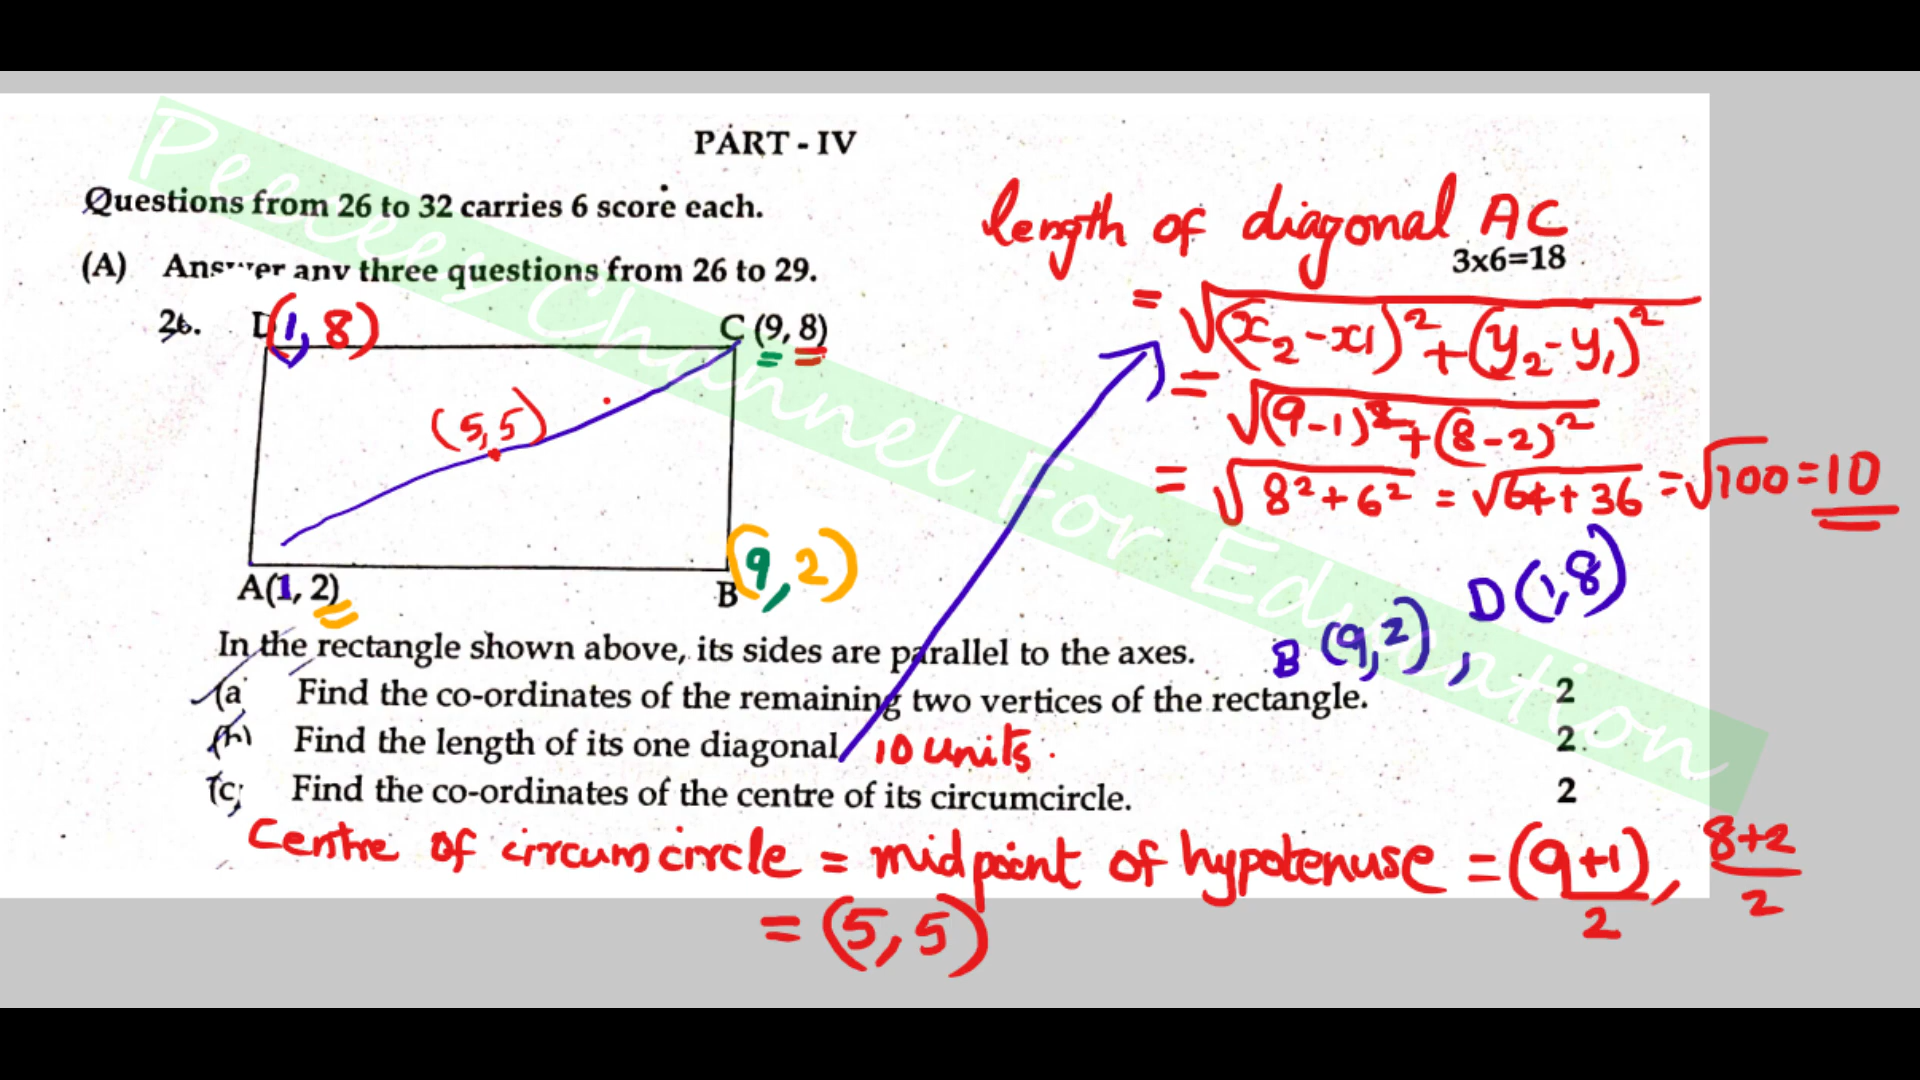 PART - IV
Questions from 26 to 32 carries 6 score each.
length of diagonal AC
(A) Answer any three questions from 26 to 29.
3x6=18
= √(x₂-x1)²+(y₂-y₁)²
26.
D(1, 8)
C (9, 8)
= √(9-1)²+(8-2)²
(5,5)
= √8²+6² = √64+36 = √100 = 10
A(1, 2)
B (9, 2)
In the rectangle shown above, its sides are parallel to the axes.
B (9,2), D (1,8)
(a) Find the co-ordinates of the remaining two vertices of the rectangle. 2
(b) Find the length of its one diagonal. 10 units. 2
(c) Find the co-ordinates of the centre of its circumcircle. 2
Centre of circumcircle = midpoint of hypotenuse = (9+1)/2, 8+2/2
= (5,5)
Peecees Channel For Education